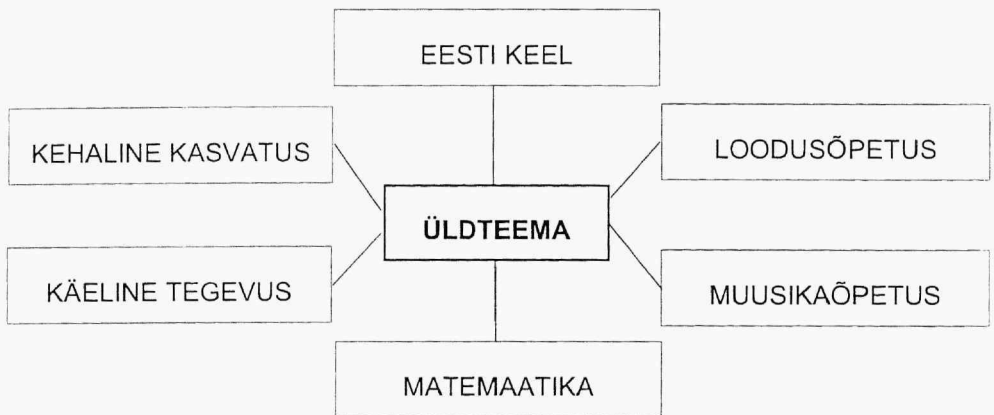 EESTI KEEL
KEHALINE KASVATUS
LOODUSÕPETUS
ÜLDTEEMA
KÄELINE TEGEVUS
MUUSIKAÕPETUS
MATEMAATIKA